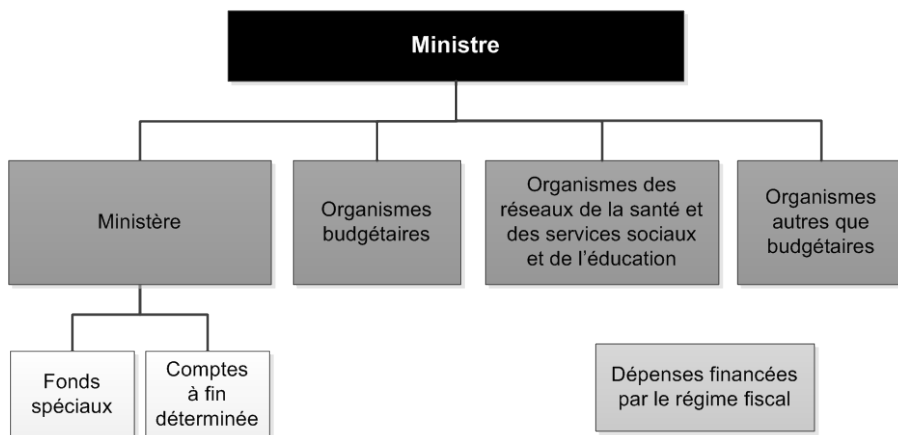 Ministre
Ministère
Organismes
budgétaires
Organismes des
réseaux de la santé et
des services sociaux
et de l'éducation
Organismes
autres que
budgétaires
Fonds
spéciaux
Comptes
à fin
déterminée
Dépenses financées
par le régime fiscal